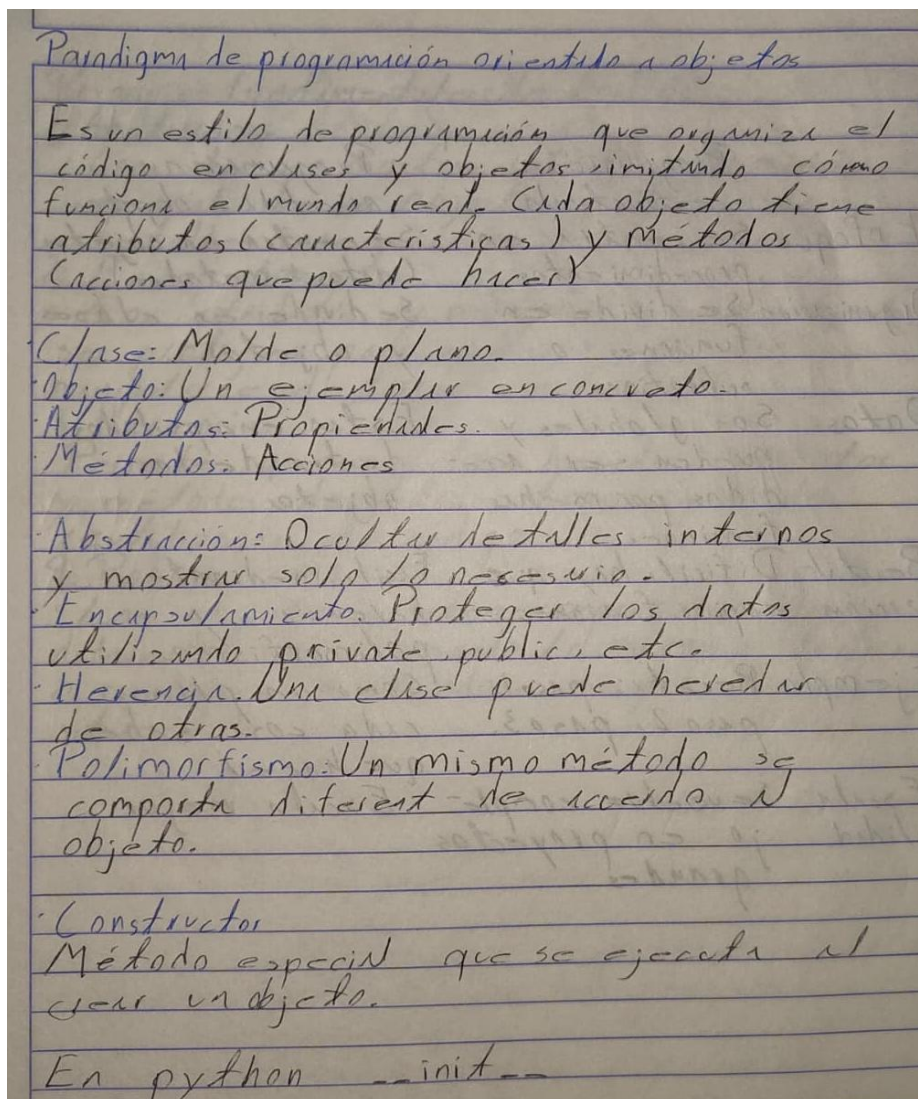 Paradigma de programación orientado a objetos
Es un estilo de programación que organiza el
código en clases y objetos, imitando cómo
funciona el mundo real. Cada objeto tiene
atributos (características) y métodos
(acciones que puede hacer)
Clase: Molde o plano.
Objeto: Un ejemplar en concreto.
Atributos: Propiedades.
Métodos: Acciones
Abstracción: Ocultar detalles internos
y mostrar solo lo necesario.
Encapsulamiento. Proteger los datos
utilizando private, public, etc.
Herencia. Una clase puede heredar
de otras.
Polimorfismo: Un mismo método se
comporta diferent de acuerdo al
objeto.
Constructor
Método especial que se ejecuta al
crear un objeto.
En python __init__